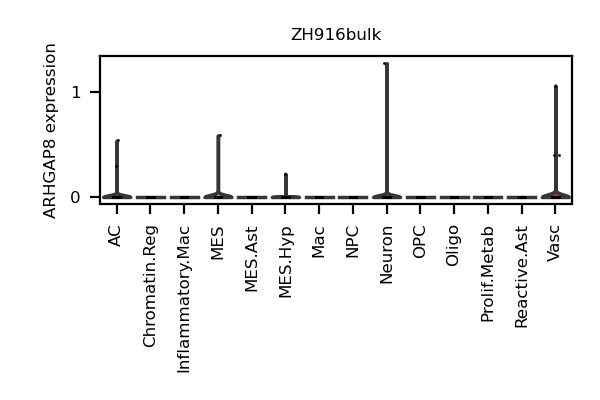 ZH916bulk
ARHGAP8 expression
1
0
AC
Chromatin.Reg
Inflammatory.Mac
MES
MES.Ast
MES.Hyp
Mac
NPC
Neuron
OPC
Oligo
Prolif.Metab
Reactive.Ast
Vasc